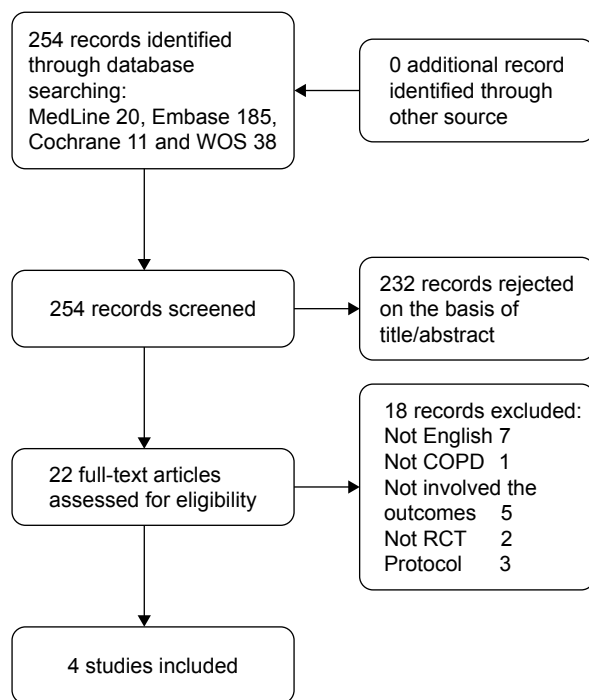 254 records identified
through database
searching:
MedLine 20, Embase 185,
Cochrane 11 and WOS 38
0 additional record
identified through
other source
254 records screened
232 records rejected
on the basis of
title/abstract
22 full-text articles
assessed for eligibility
18 records excluded:
Not English 7
Not COPD 1
Not involved the
outcomes 5
Not RCT 2
Protocol 3
4 studies included